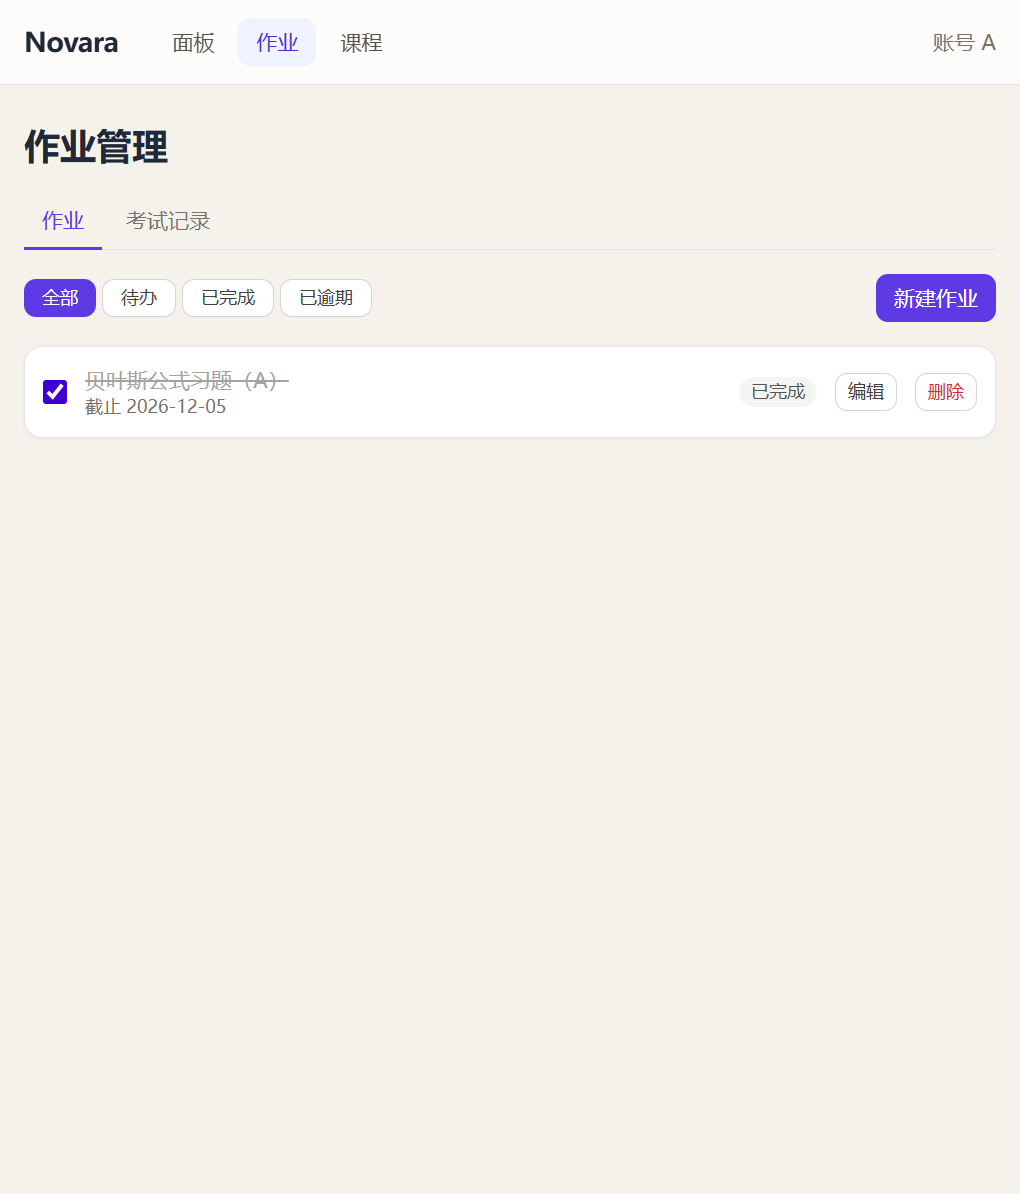 Novara 面板 作业 课程 账号 A
作业管理
作业 考试记录
全部 待办 已完成 已逾期 新建作业
贝叶斯公式习题（A）
截止 2026-12-05
已完成 编辑 删除